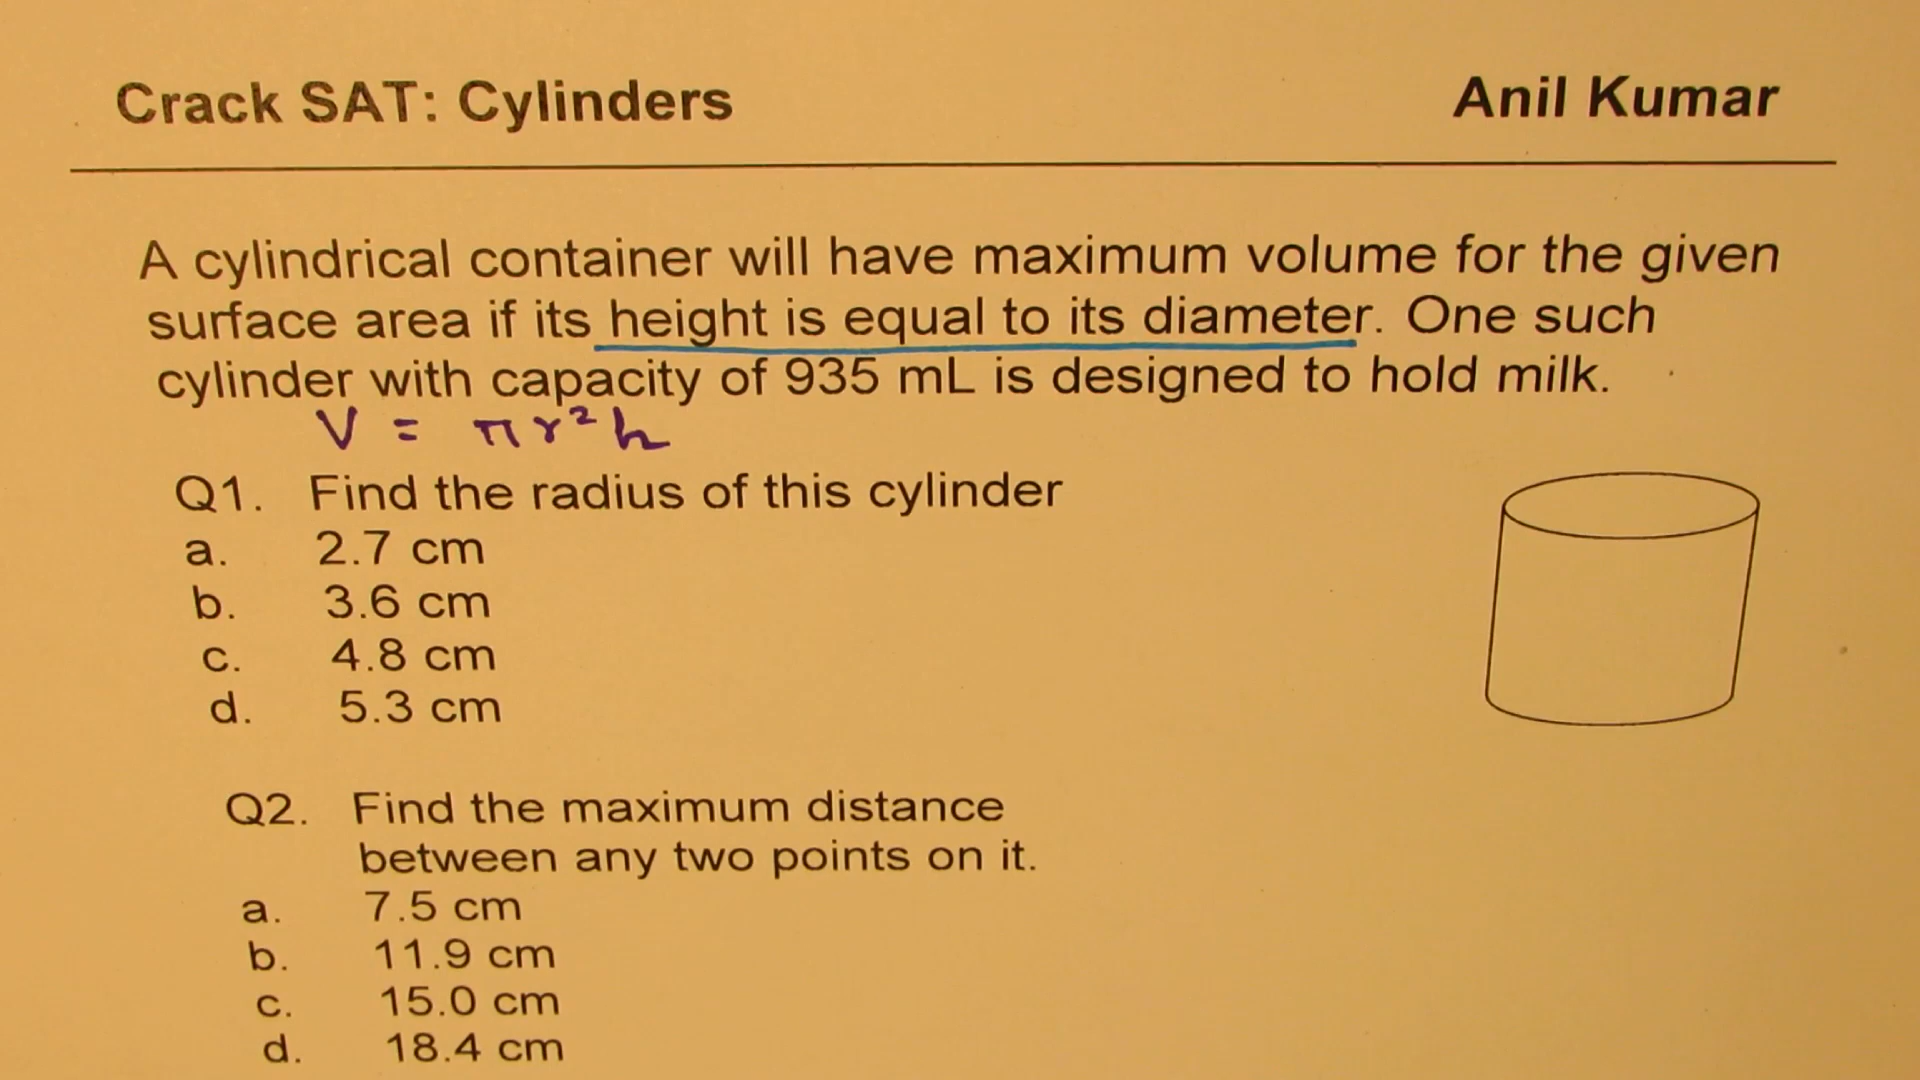 Crack SAT: Cylinders
Anil Kumar
A cylindrical container will have maximum volume for the given
surface area if its height is equal to its diameter. One such
cylinder with capacity of 935 mL is designed to hold milk.
V = πr²h
Q1. Find the radius of this cylinder
a. 2.7 cm
b. 3.6 cm
c. 4.8 cm
d. 5.3 cm
Q2. Find the maximum distance
between any two points on it.
a. 7.5 cm
b. 11.9 cm
c. 15.0 cm
d. 18.4 cm